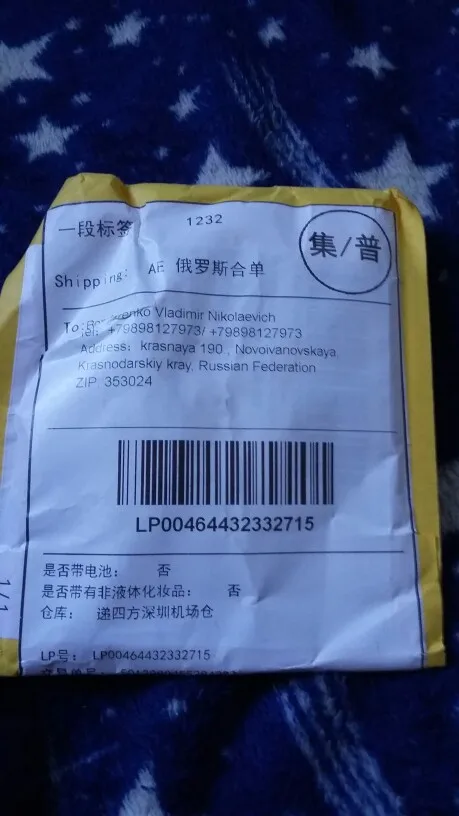 一段标签 1232
集/普
Shipping: AE 俄罗斯合单
To: Vladimir Nikolaevich
Tel: +79898127973/ +79898127973
Address: krasnaya 190 , Novoivanovskaya,
Krasnodarskiy kray, Russian Federation
ZIP 353024
LP00464432332715
是否带电池: 否
是否带有非液体化妆品: 否
仓库: 递四方深圳机场仓
1/1
LP号: LP00464432332715